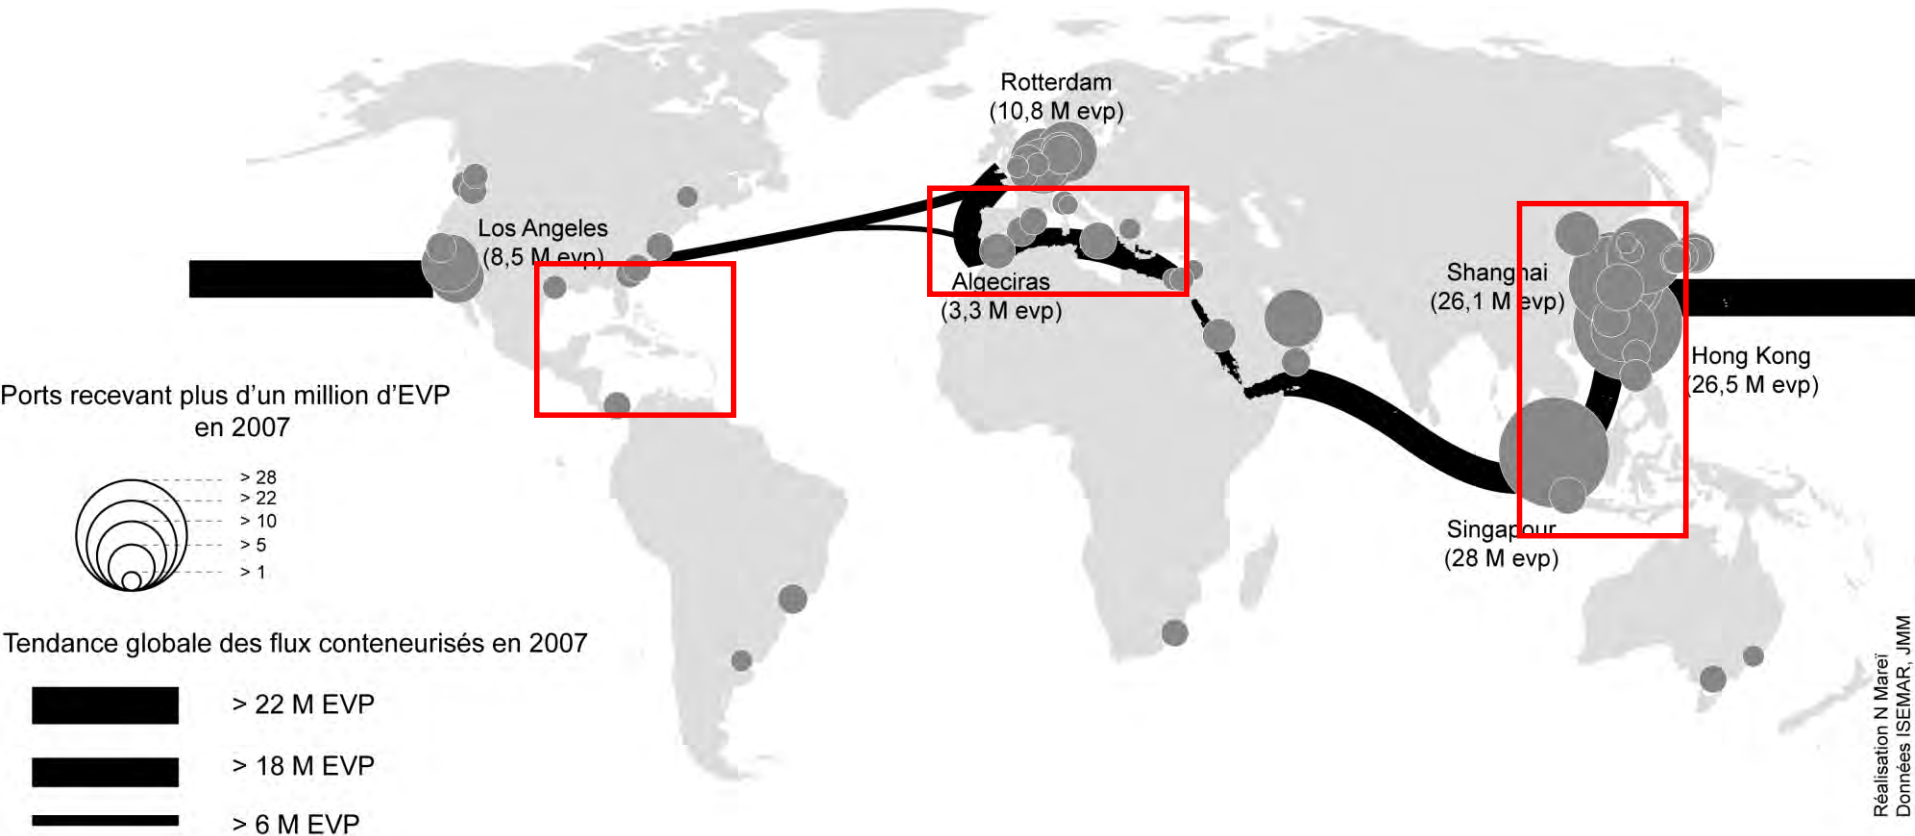 Rotterdam
(10,8 M evp)
Los Angeles
(8,5 M evp)
Algeciras
(3,3 M evp)
Shanghai
(26,1 M evp)
Hong Kong
(26,5 M evp)
Singapour
(28 M evp)
Ports recevant plus d’un million d’EVP
en 2007
> 28
> 22
> 10
> 5
> 1
Tendance globale des flux conteneurisés en 2007
> 22 M EVP
> 18 M EVP
> 6 M EVP
Réalisation N Mareï
Données ISEMAR, JMM